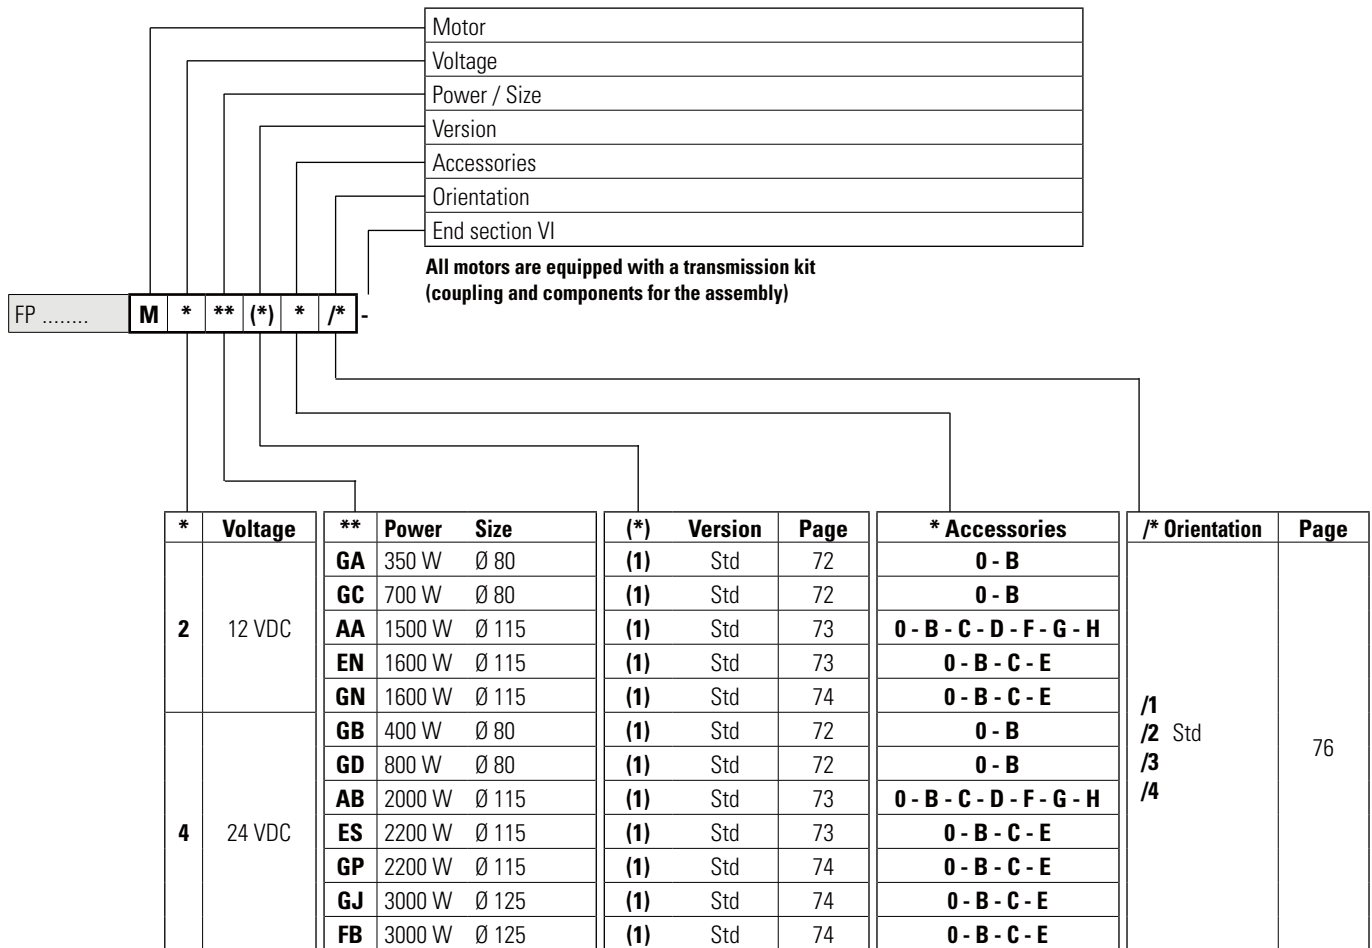 Motor
Voltage
Power / Size
Version
Accessories
Orientation
End section VI
All motors are equipped with a transmission kit
(coupling and components for the assembly)
FP ........ M * ** (*) * /* -
* Voltage ** Power Size (*) Version Page * Accessories /* Orientation Page
GA 350 W Ø 80 (1) Std 72 0 - B
GC 700 W Ø 80 (1) Std 72 0 - B
2 12 VDC AA 1500 W Ø 115 (1) Std 73 0 - B - C - D - F - G - H
EN 1600 W Ø 115 (1) Std 73 0 - B - C - E
GN 1600 W Ø 115 (1) Std 74 0 - B - C - E
/1
GB 400 W Ø 80 (1) Std 72 0 - B /2 Std
76
GD 800 W Ø 80 (1) Std 72 0 - B /3
AB 2000 W Ø 115 (1) Std 73 0 - B - C - D - F - G - H /4
4 24 VDC ES 2200 W Ø 115 (1) Std 73 0 - B - C - E
GP 2200 W Ø 115 (1) Std 74 0 - B - C - E
GJ 3000 W Ø 125 (1) Std 74 0 - B - C - E
FB 3000 W Ø 125 (1) Std 74 0 - B - C - E